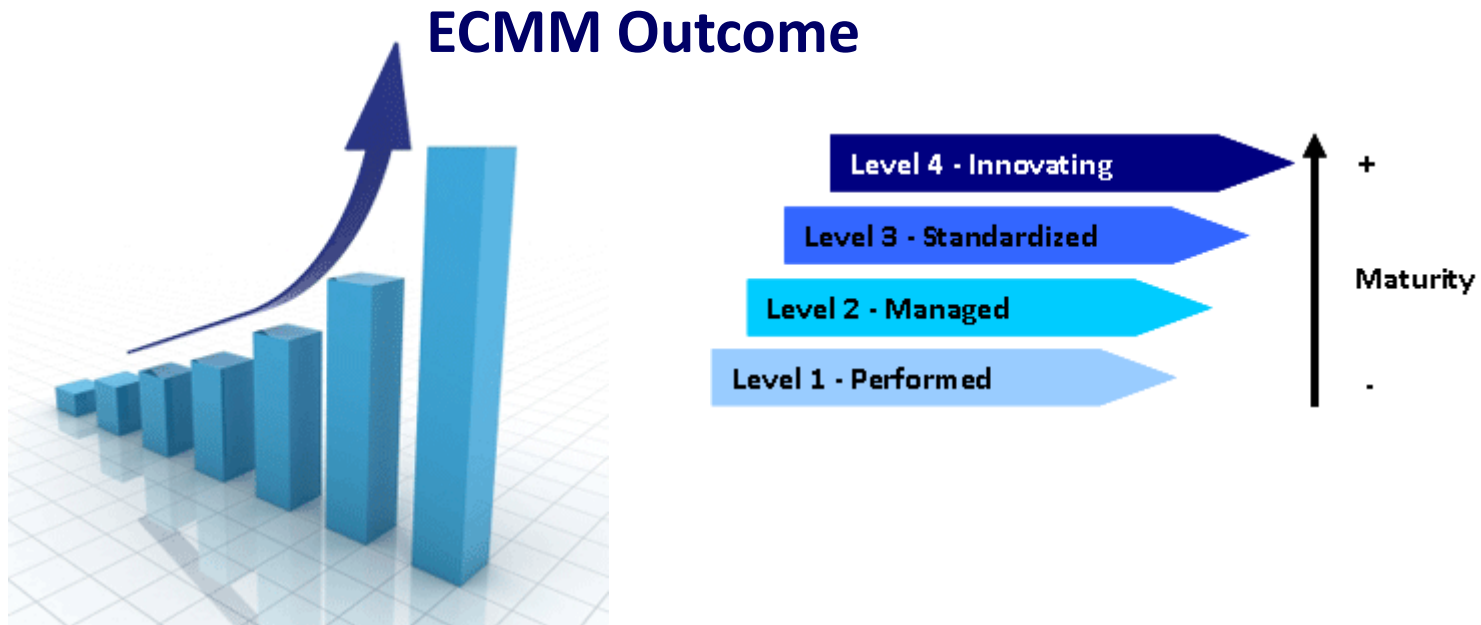 ECMM Outcome
Level 4 - Innovating
+
Level 3 - Standardized
Maturity
Level 2 - Managed
Level 1 - Performed
-